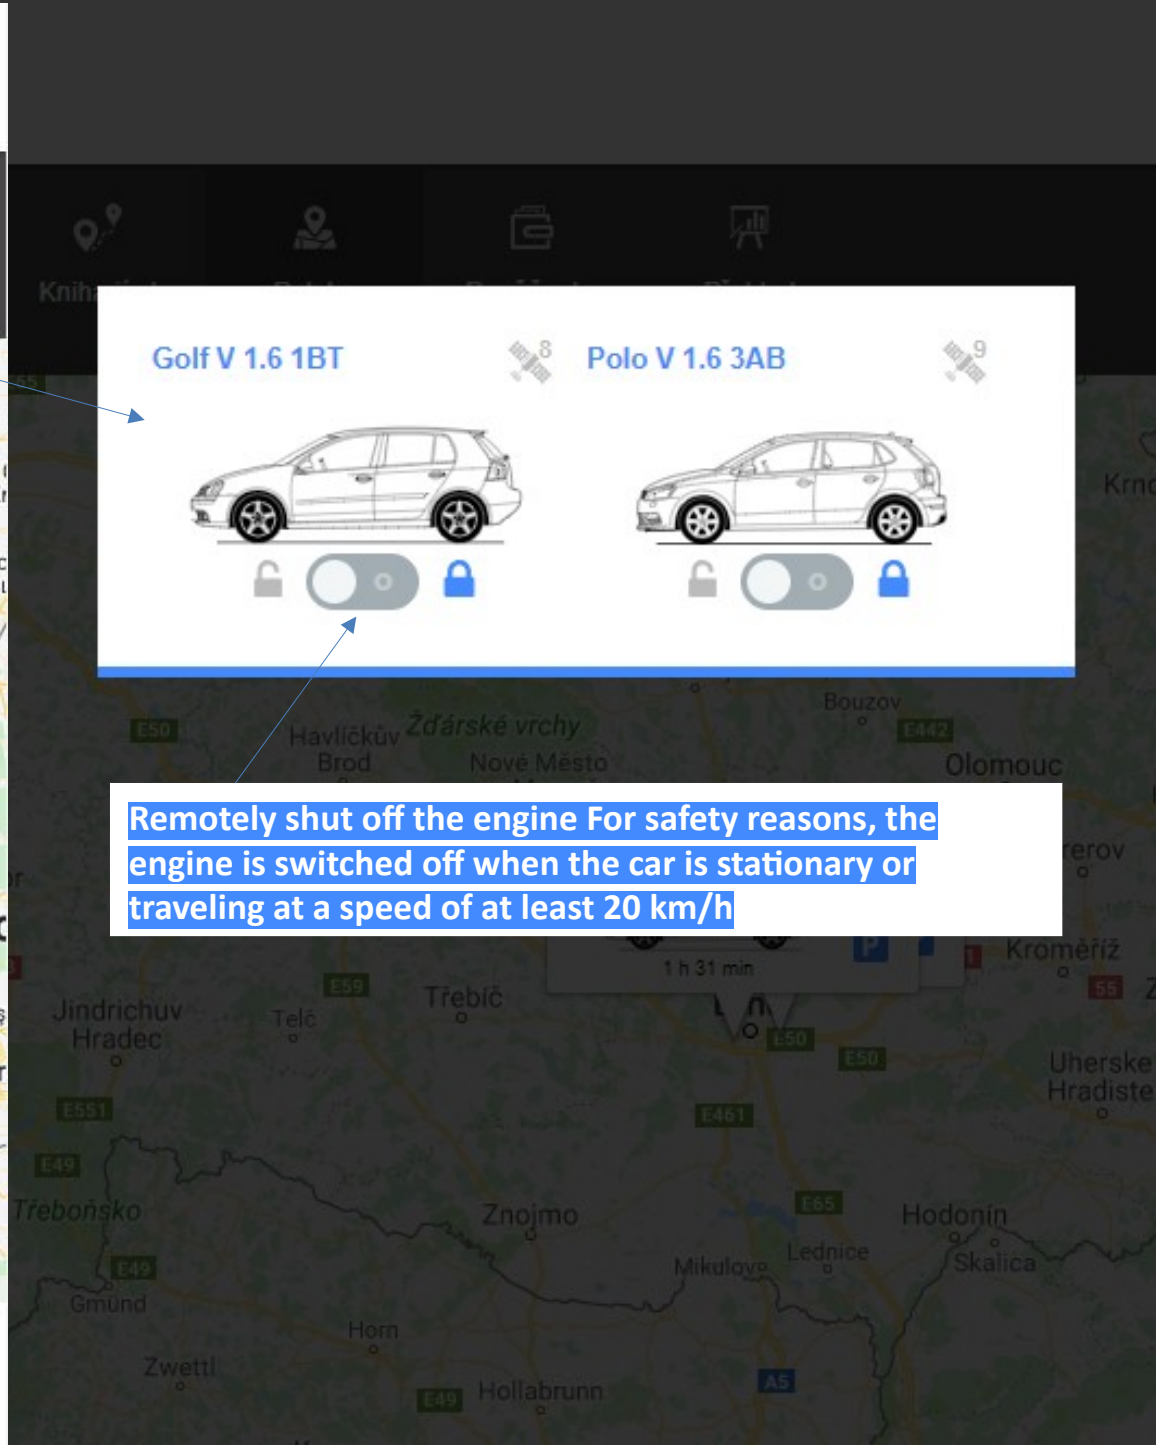 Golf V 1.6 1BT
8
Polo V 1.6 3AB
9
Krno
E50
Havlíčkův
Brod
Žďárské vrchy
Nové Město
Bouzov
E442
Olomouc
Remotely shut off the engine For safety reasons, the
engine is switched off when the car is stationary or
traveling at a speed of at least 20 km/h
erov
P
1 h 31 min
1
Kroměříž
55
E59
Třebíč
Jindrichuv
Hradec
Telč
E50
E50
Uherske
Hradiste
E551
E461
E49
Třeboňsko
Znojmo
E65
Hodonín
Lednice
Mikulov
Skalica
E49
Gmünd
Horn
Zwettl
A5
E49
Hollabrunn